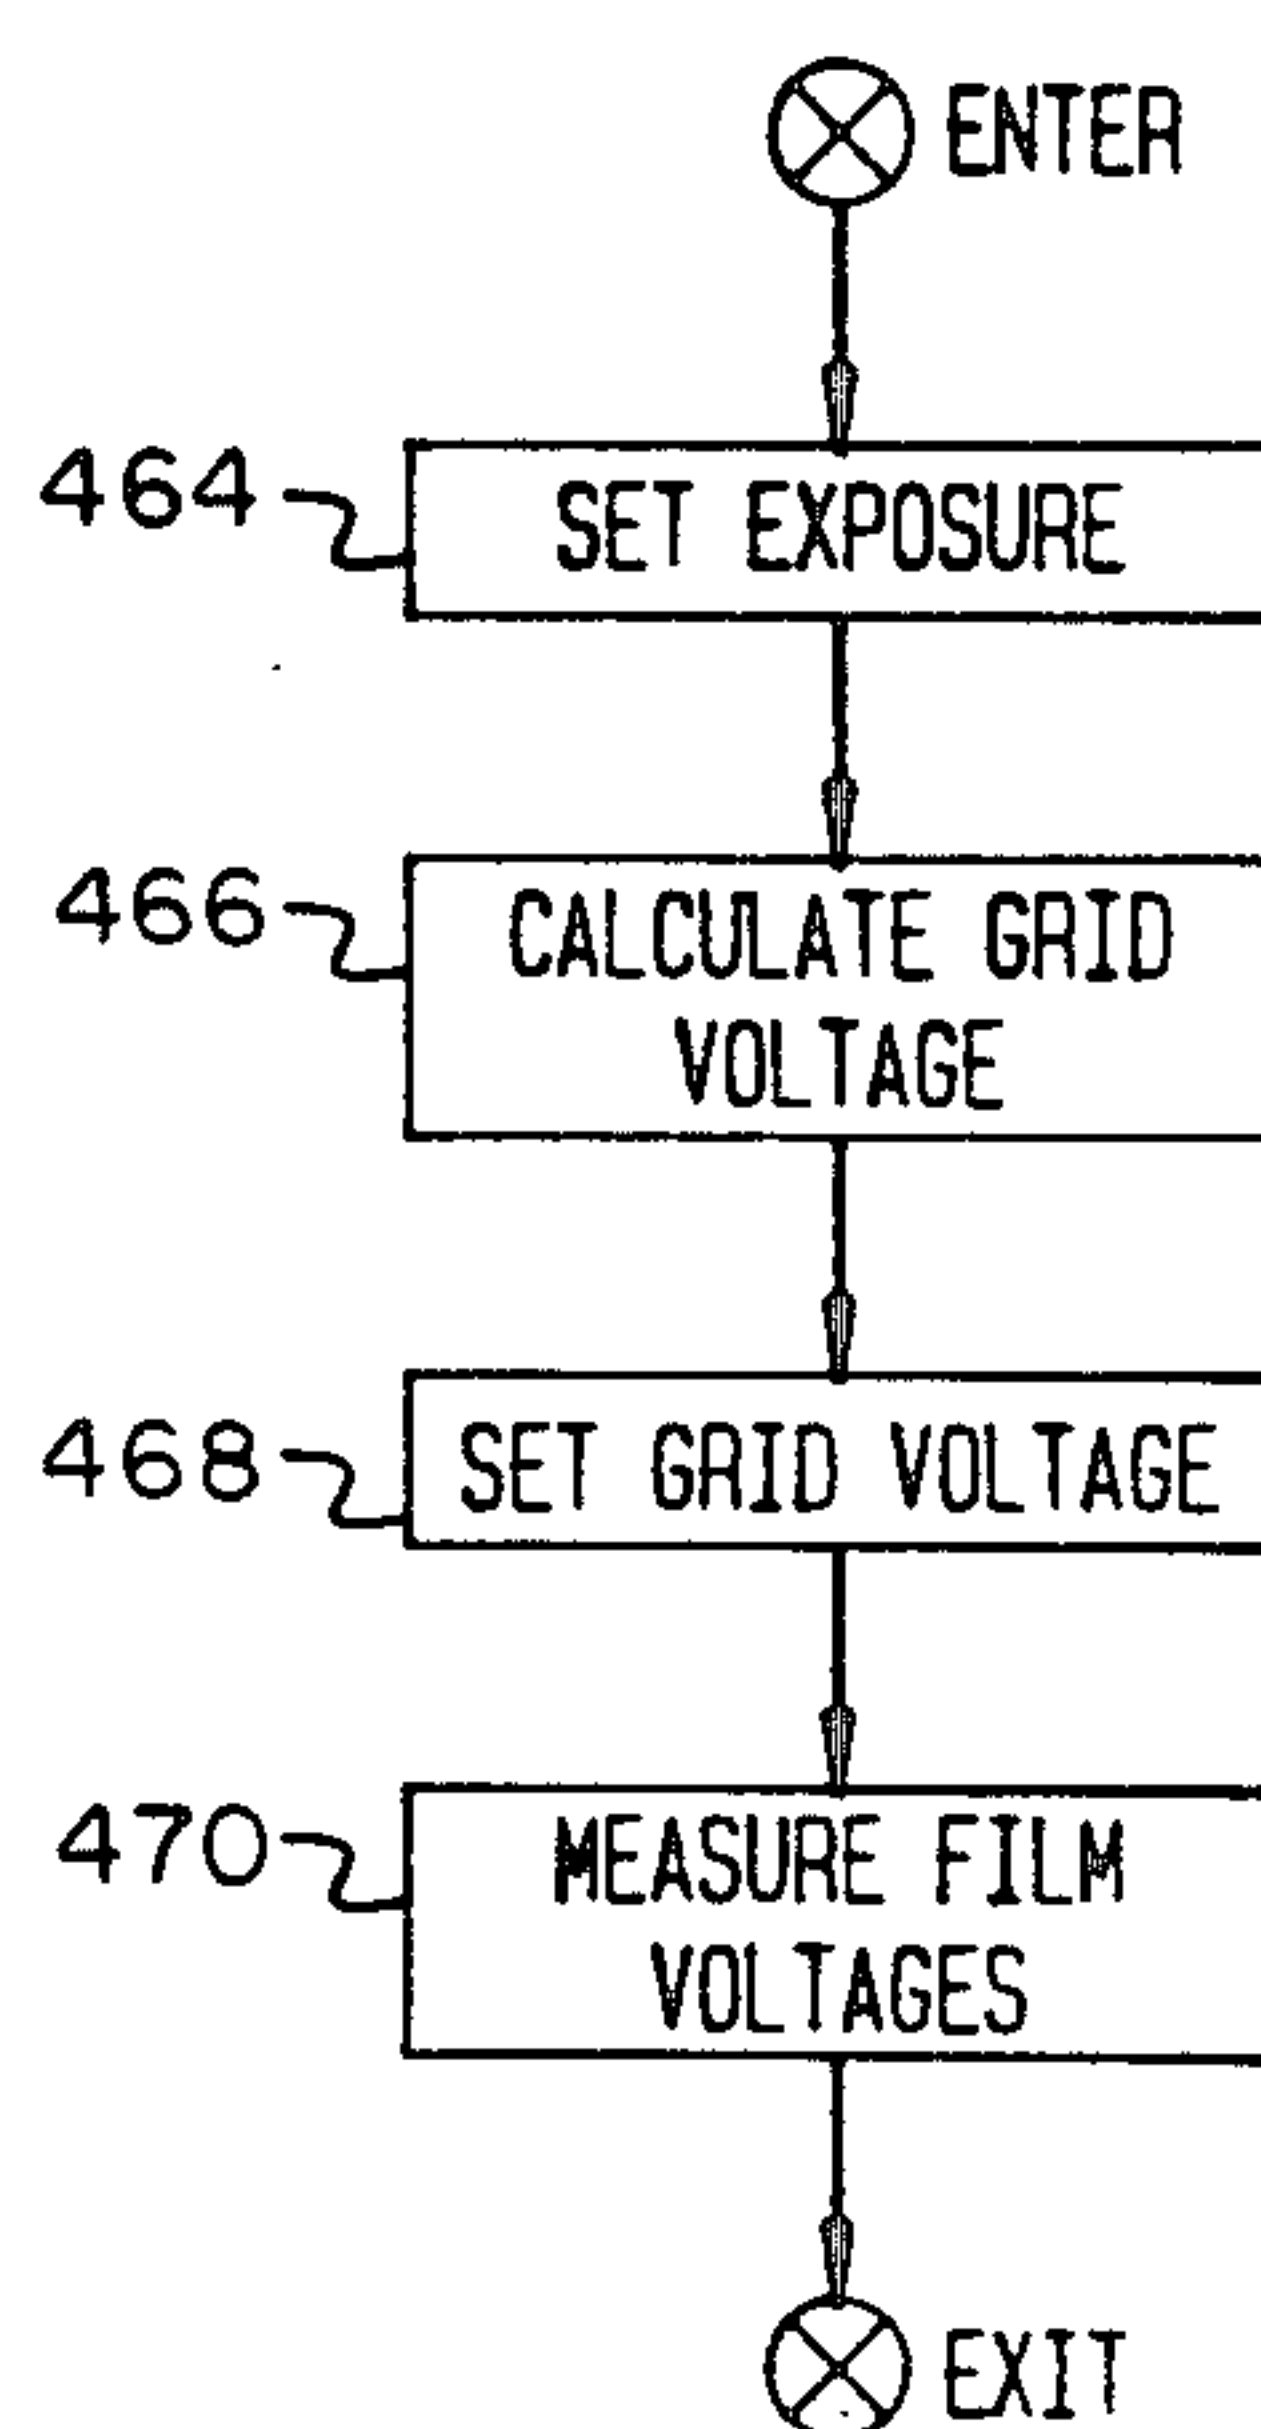 ENTER
464
SET EXPOSURE
466
CALCULATE GRID
VOLTAGE
468
SET GRID VOLTAGE
470
MEASURE FILM
VOLTAGES
EXIT